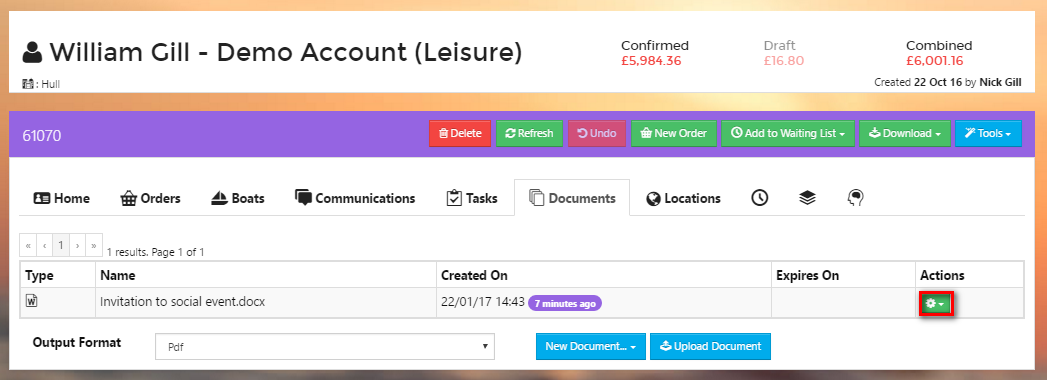 William Gill - Demo Account (Leisure)
Confirmed Draft Combined
£5,984.36 £16.80 £6,001.16
: Hull
Created 22 Oct 16 by Nick Gill
61070 Delete Refresh Undo New Order Add to Waiting List Download Tools
Home Orders Boats Communications Tasks Documents Locations
« ‹ 1 › » 1 results. Page 1 of 1
Type Name Created On Expires On Actions
W Invitation to social event.docx 22/01/17 14:43 7 minutes ago
Output Format Pdf New Document... Upload Document